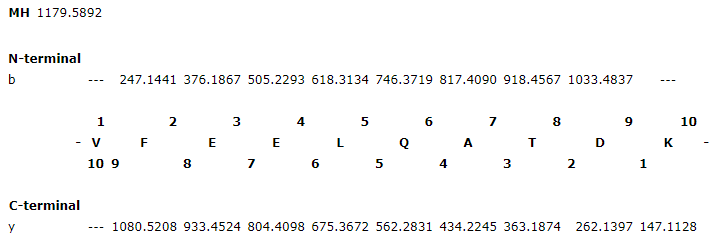 MH 1179.5892
N-terminal
b --- 247.1441 376.1867 505.2293 618.3134 746.3719 817.4090 918.4567 1033.4837 ---
1 2 3 4 5 6 7 8 9 10
- V F E E L Q A T D K -
10 9 8 7 6 5 4 3 2 1
C-terminal
y --- 1080.5208 933.4524 804.4098 675.3672 562.2831 434.2245 363.1874 262.1397 147.1128